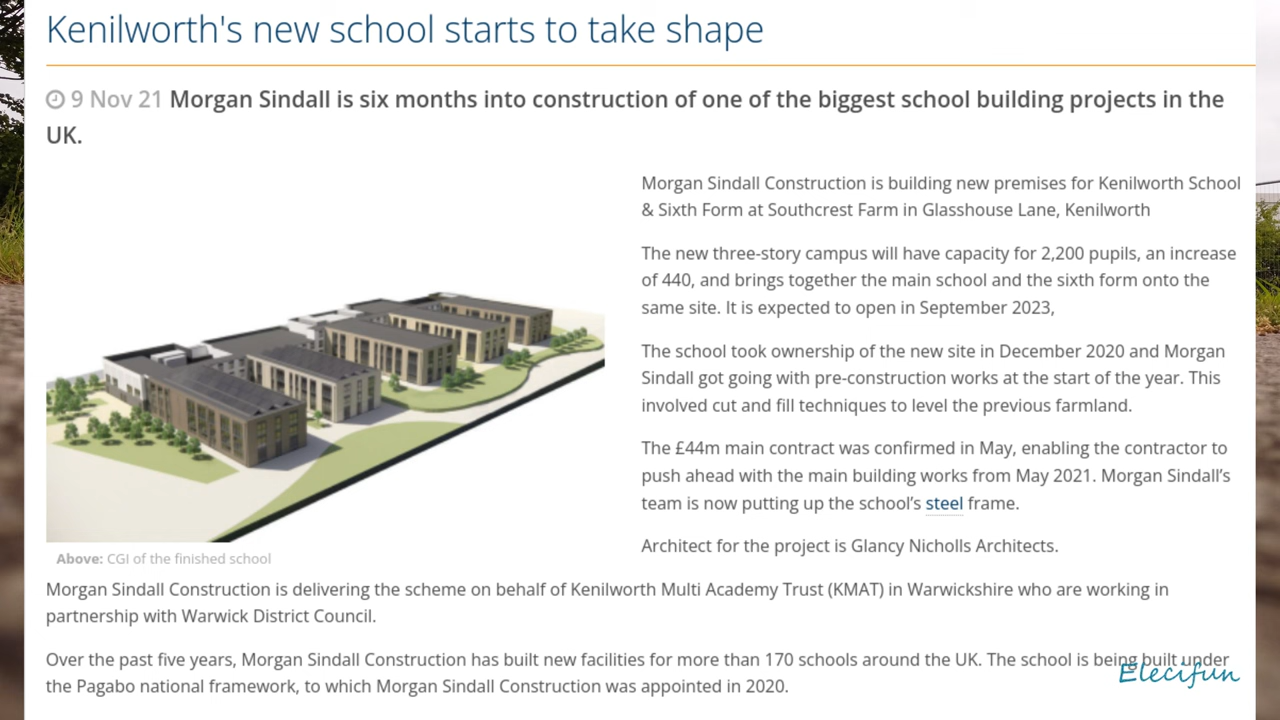 Kenilworth's new school starts to take shape
9 Nov 21 Morgan Sindall is six months into construction of one of the biggest school building projects in the
UK.
Morgan Sindall Construction is building new premises for Kenilworth School
& Sixth Form at Southcrest Farm in Glasshouse Lane, Kenilworth
The new three-story campus will have capacity for 2,200 pupils, an increase
of 440, and brings together the main school and the sixth form onto the
same site. It is expected to open in September 2023,
The school took ownership of the new site in December 2020 and Morgan
Sindall got going with pre-construction works at the start of the year. This
involved cut and fill techniques to level the previous farmland.
The £44m main contract was confirmed in May, enabling the contractor to
push ahead with the main building works from May 2021. Morgan Sindall’s
team is now putting up the school’s steel frame.
Architect for the project is Glancy Nicholls Architects.
Above: CGI of the finished school
Morgan Sindall Construction is delivering the scheme on behalf of Kenilworth Multi Academy Trust (KMAT) in Warwickshire who are working in
partnership with Warwick District Council.
Over the past five years, Morgan Sindall Construction has built new facilities for more than 170 schools around the UK. The school is being built under
the Pagabo national framework, to which Morgan Sindall Construction was appointed in 2020.
Elecifun